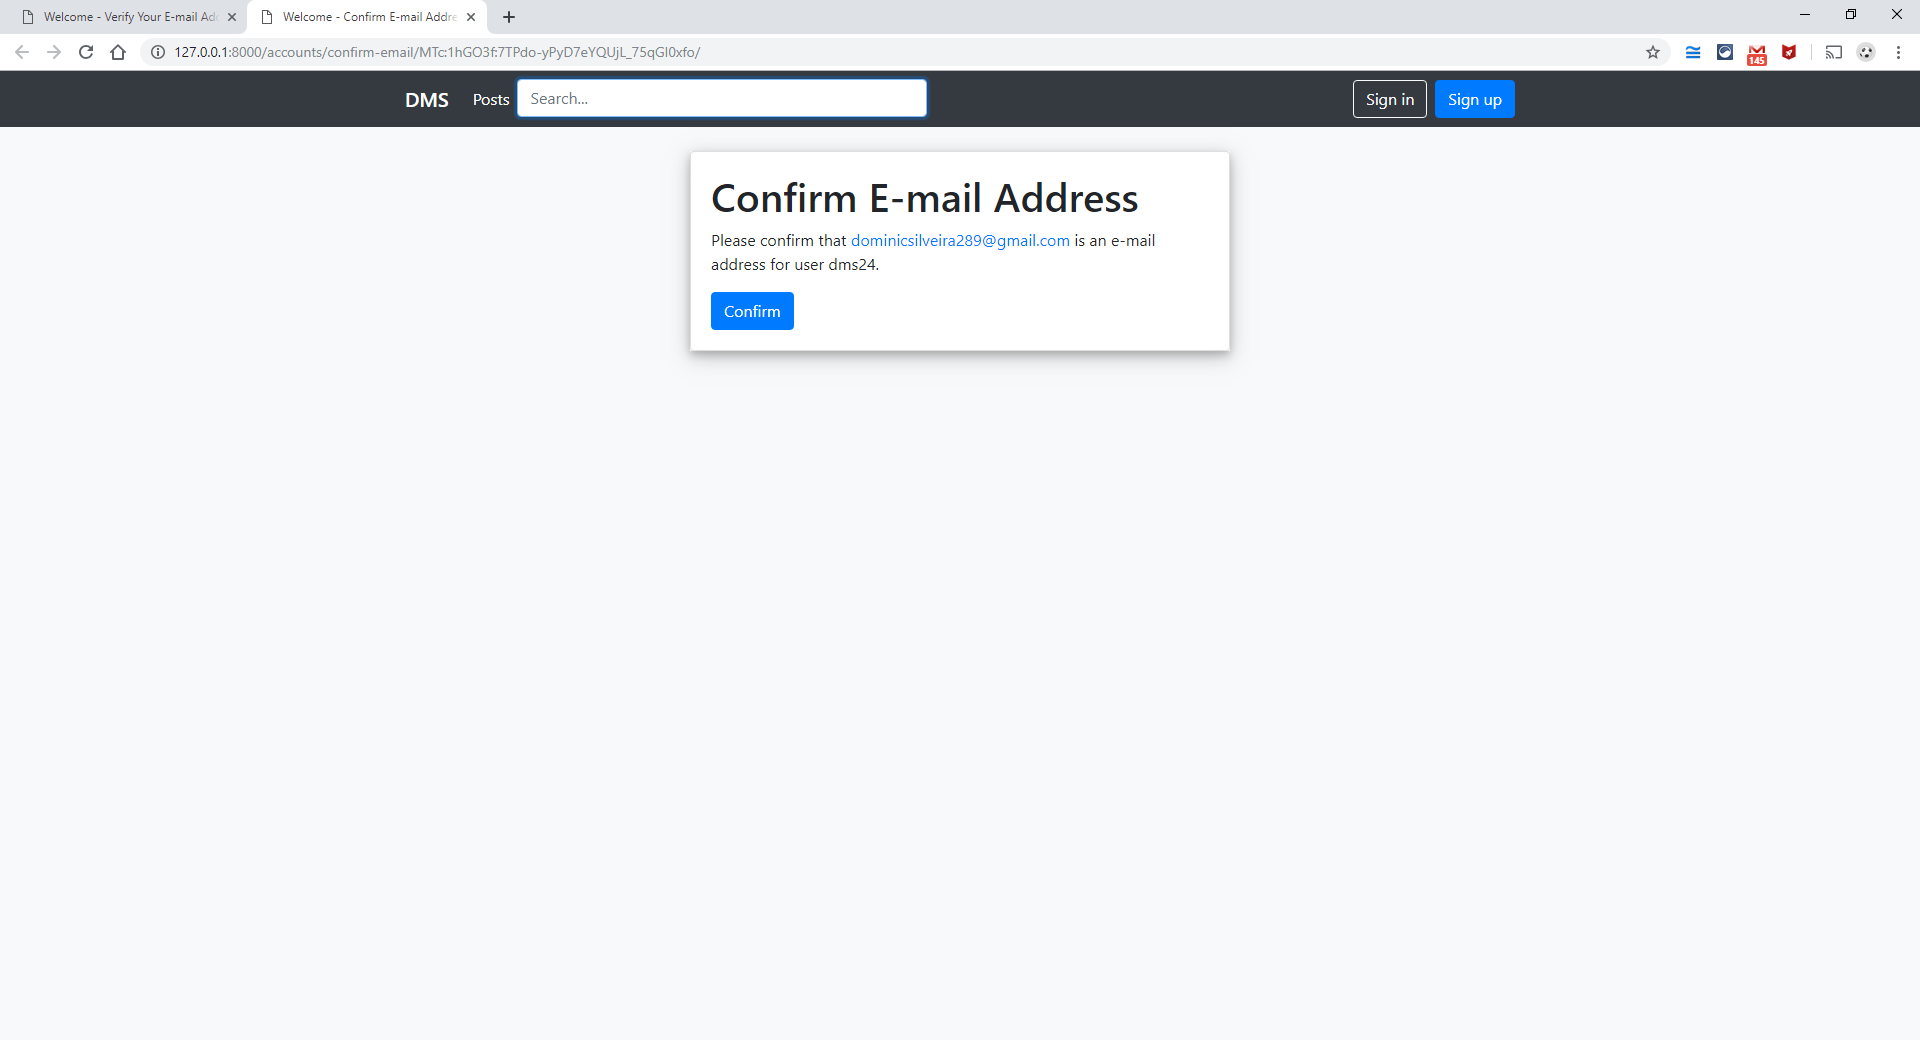 Welcome - Verify Your E-mail Ad
Welcome - Confirm E-mail Addre
127.0.0.1:8000/accounts/confirm-email/MTc:1hGO3f:7TPdo-yPyD7eYQUjL_75qGl0xfo/
145
DMS Posts Search... Sign in Sign up
Confirm E-mail Address
Please confirm that dominicsilveira289@gmail.com is an e-mail
address for user dms24.
Confirm